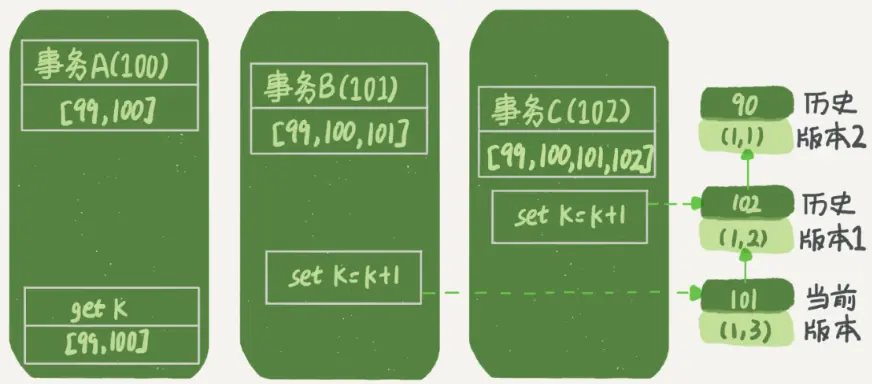 事务A(100)
[99,100]
get K
[99,100]
事务B(101)
[99,100,101]
set K=K+1
事务C(102)
[99,100,101,102]
set K=K+1
90
(1,1)
历史
版本2
102
(1,2)
历史
版本1
101
(1,3)
当前
版本